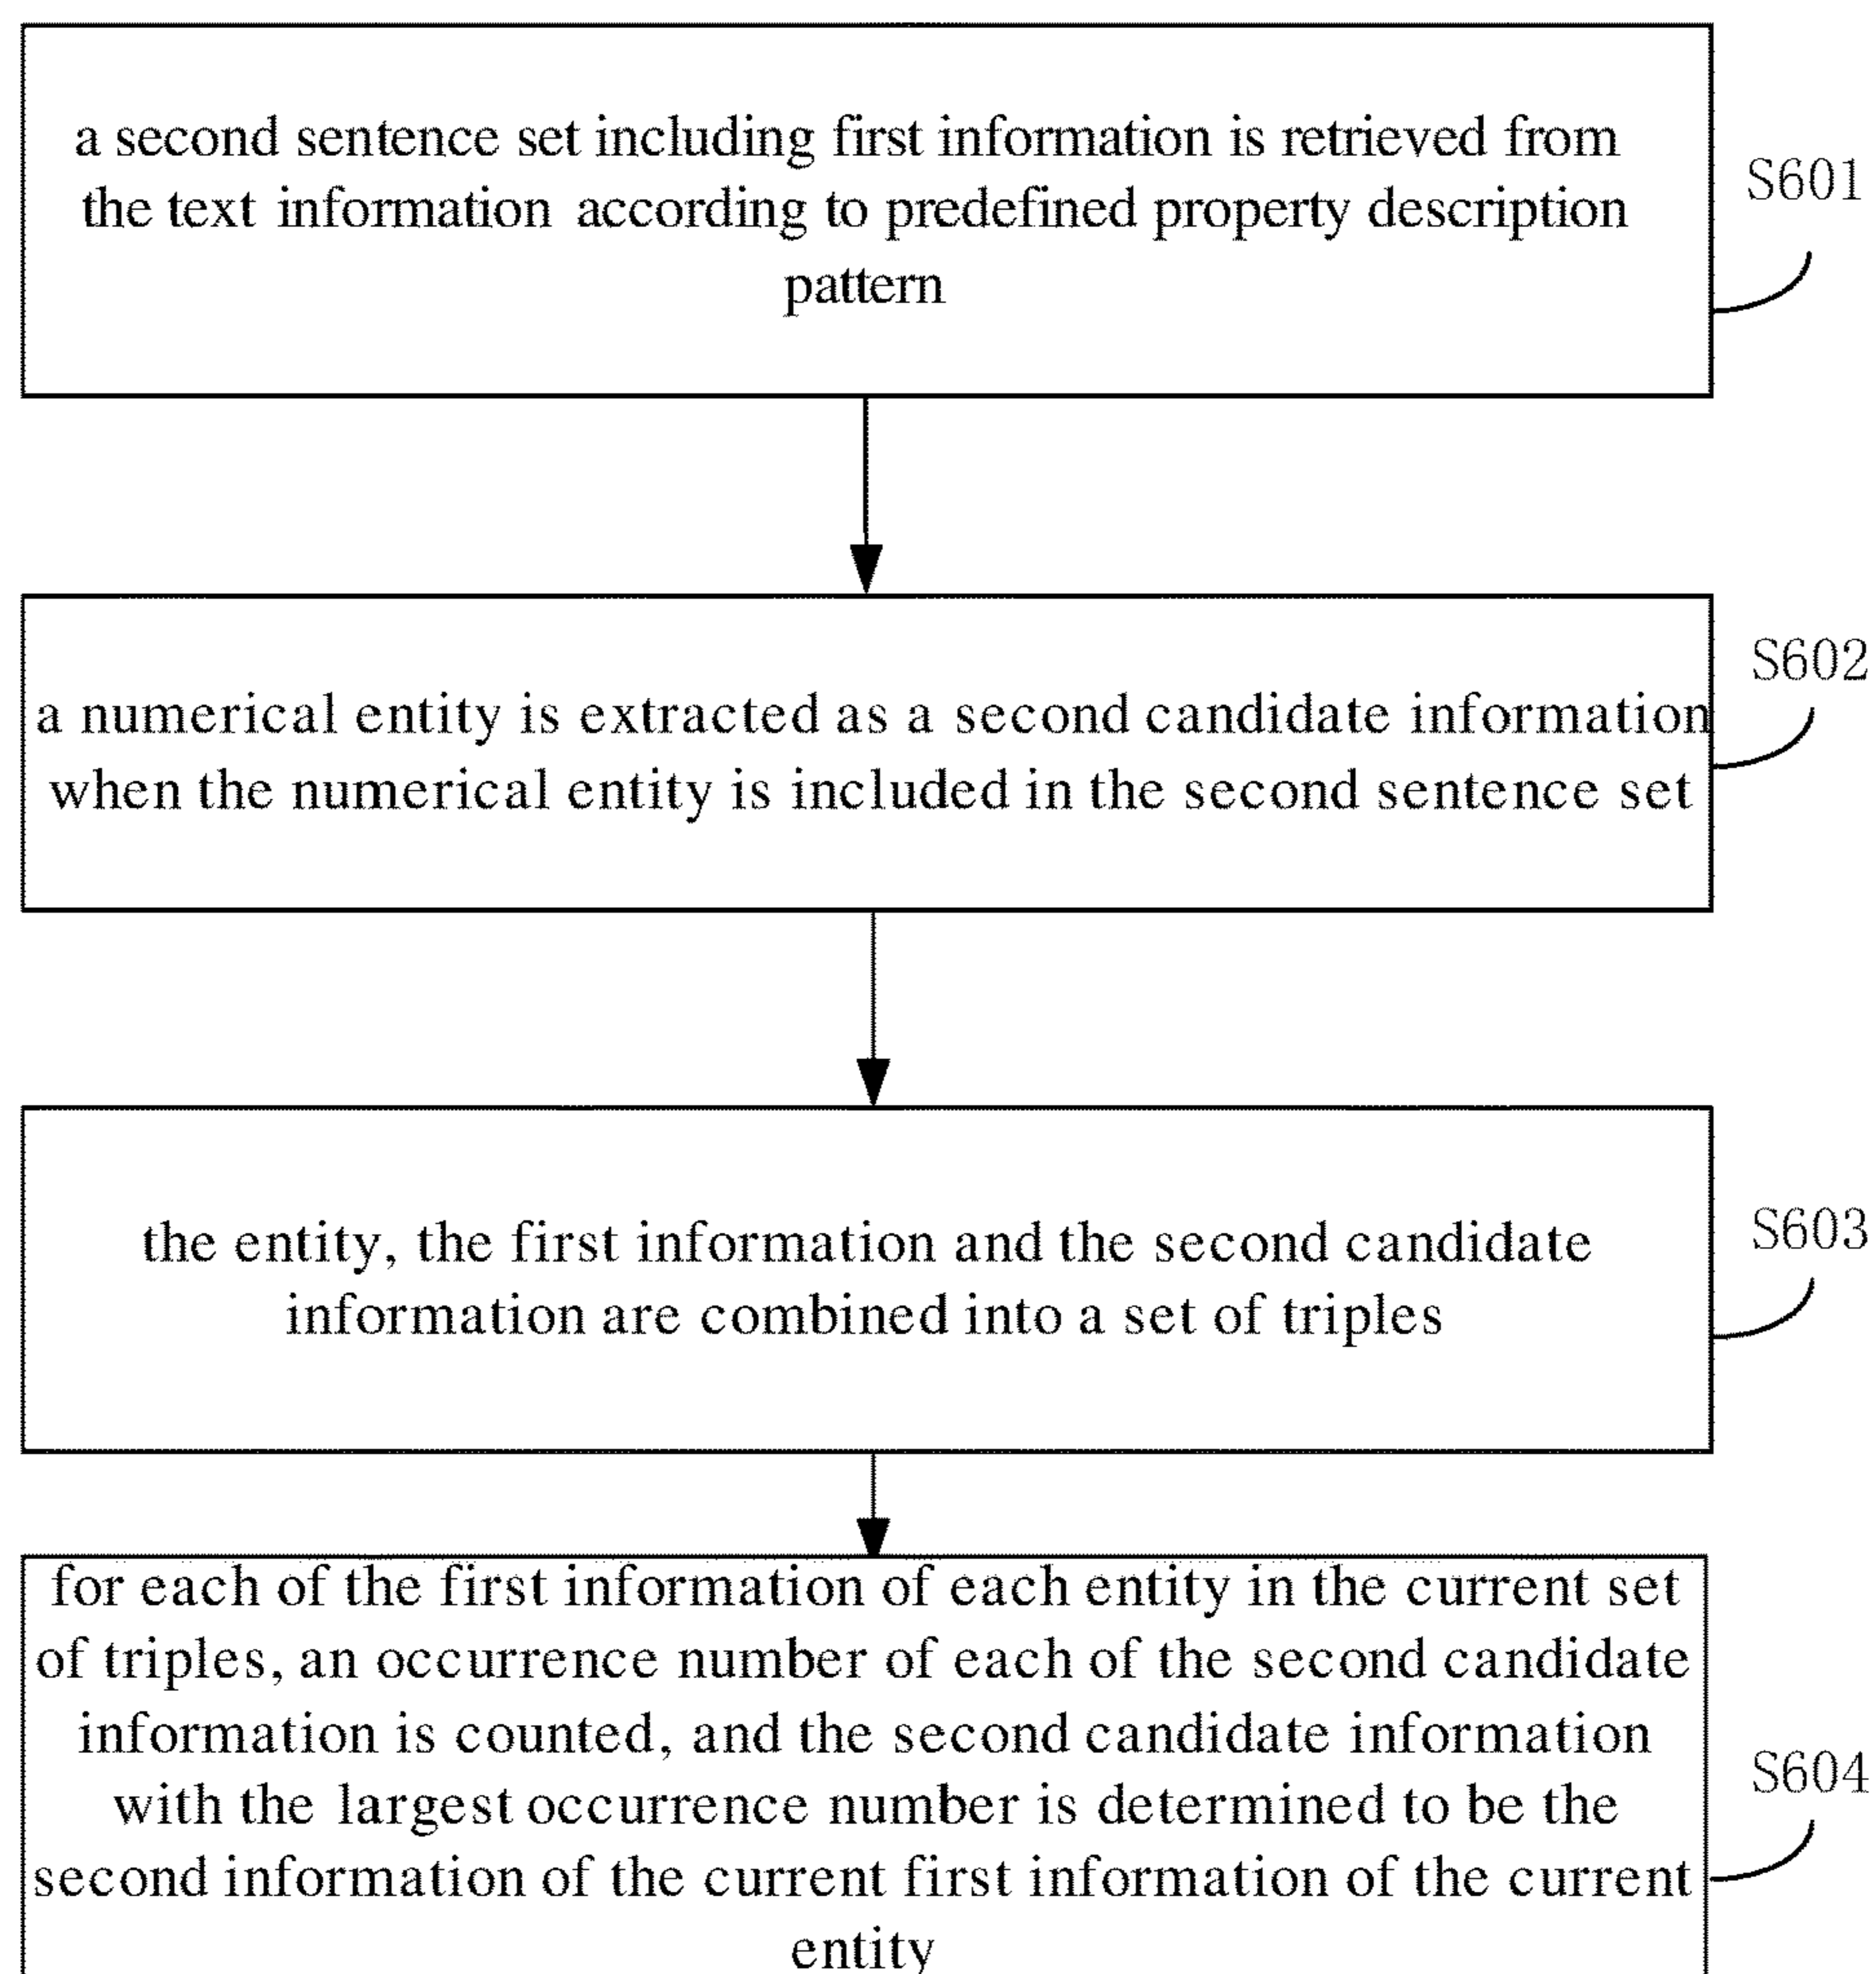 a second sentence set including first information is retrieved from
the text information according to predefined property description
pattern
S601
a numerical entity is extracted as a second candidate information
when the numerical entity is included in the second sentence set
S602
the entity, the first information and the second candidate
information are combined into a set of triples
S603
for each of the first information of each entity in the current set
of triples, an occurrence number of each of the second candidate
information is counted, and the second candidate information
with the largest occurrence number is determined to be the
second information of the current first information of the current
entity
S604